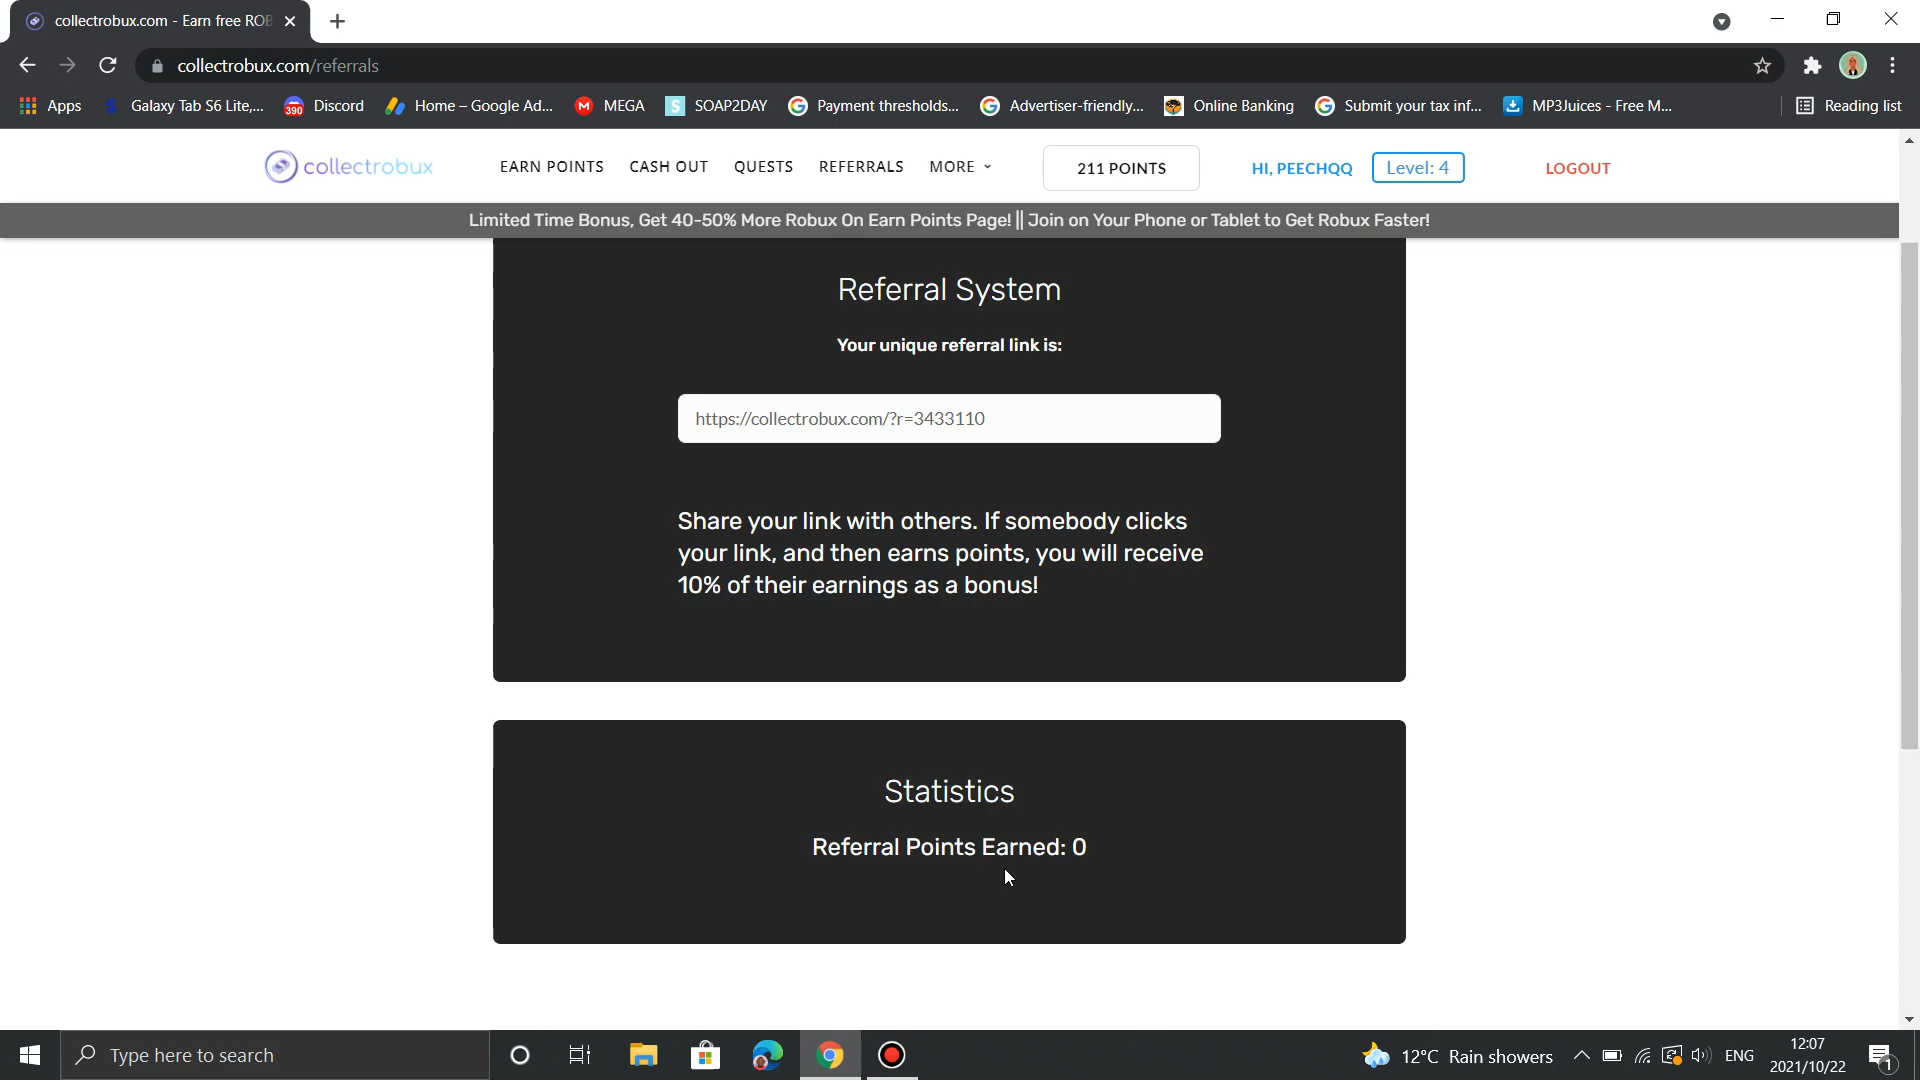 collectrobux.com - Earn free ROB
collectrobux.com/referrals
Apps
Galaxy Tab S6 Lite,...
390
Discord
Home – Google Ad...
M
MEGA
S
SOAP2DAY
Payment thresholds...
Advertiser-friendly,...
Online Banking
Submit your tax inf...
MP3Juices - Free M...
Reading list
collectrobux
EARN POINTS
CASH OUT
QUESTS
REFERRALS
MORE
211 POINTS
HI, PEECHQQ
Level: 4
LOGOUT
Limited Time Bonus, Get 40-50% More Robux On Earn Points Page! || Join on Your Phone or Tablet to Get Robux Faster!
Referral System
Your unique referral link is:
https://collectrobux.com/?r=3433110
Share your link with others. If somebody clicks
your link, and then earns points, you will receive
10% of their earnings as a bonus!
Statistics
Referral Points Earned: 0
Type here to search
12°C Rain showers
ENG
12:07
2021/10/22
1